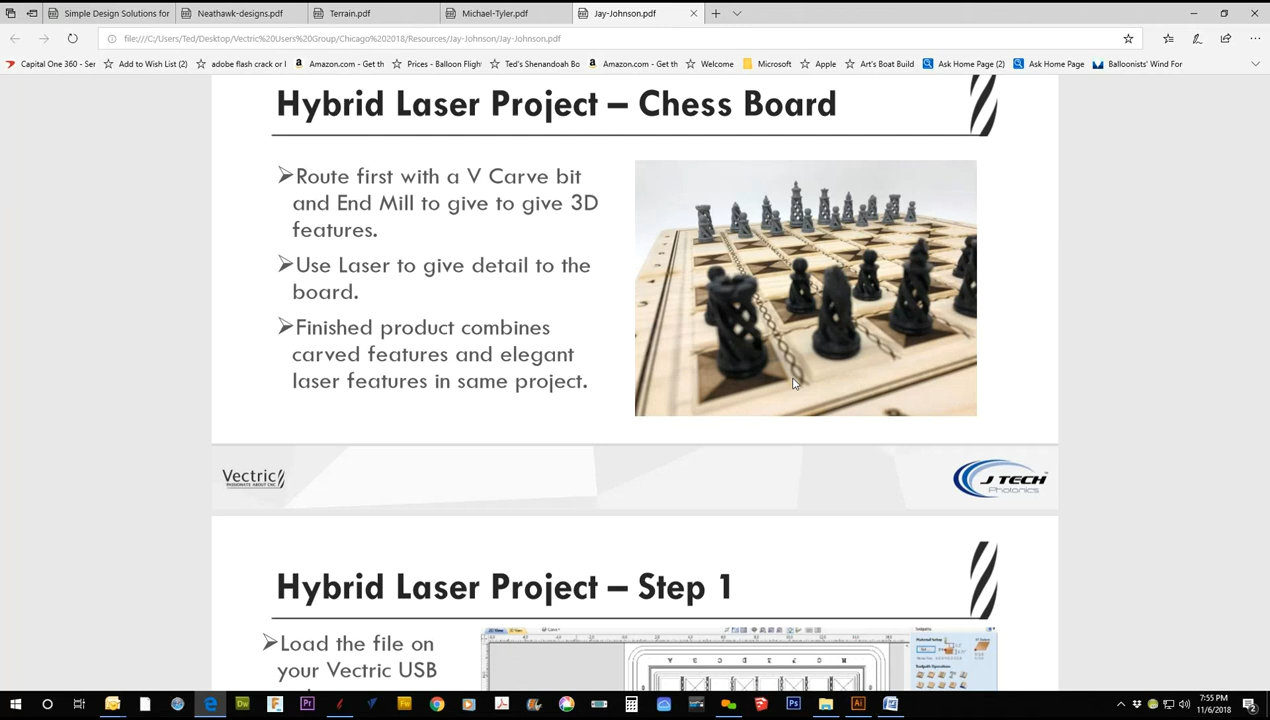 Simple Design Solutions for
Neathawk-designs.pdf
Terrain.pdf
Michael-Tyler.pdf
Jay-Johnson.pdf
file:///C:/Users/Ted/Desktop/Vectric%20Users%20Group/Chicago%202018/Resources/Jay-Johnson/Jay-Johnson.pdf
Capital One 360 - Ser
Add to Wish List (2)
adobe flash crack or l
Amazon.com - Get th
Prices - Balloon Flight
Ted's Shenandoah Bo
Amazon.com - Get th
Welcome
Microsoft
Apple
Art's Boat Build
Ask Home Page (2)
Ask Home Page
Balloonists' Wind For
Hybrid Laser Project – Chess Board
Route first with a V Carve bit
and End Mill to give to give 3D
features.
Use Laser to give detail to the
board.
Finished product combines
carved features and elegant
laser features in same project.
Vectric
PASSIONATE ABOUT CNC
J TECH
Photonics
Hybrid Laser Project – Step 1
Load the file on
your Vectric USB
7:55 PM
11/6/2018